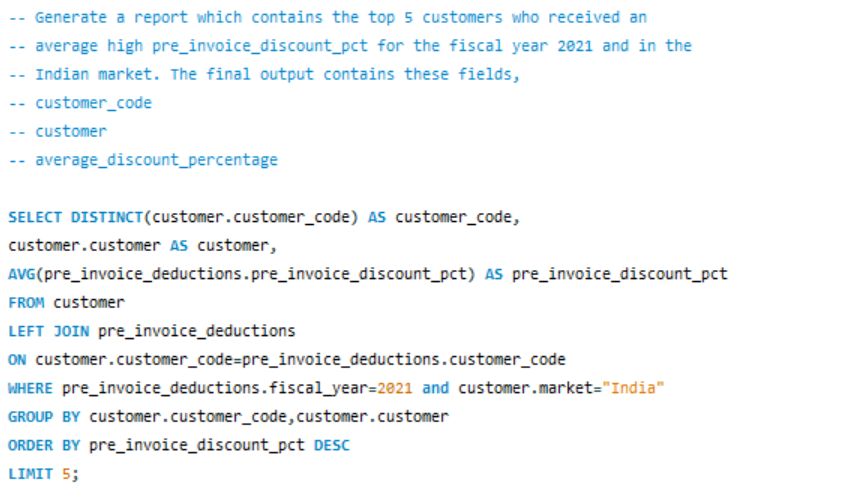 -- Generate a report which contains the top 5 customers who received an
-- average high pre_invoice_discount_pct for the fiscal year 2021 and in the
-- Indian market. The final output contains these fields,
-- customer_code
-- customer
-- average_discount_percentage
SELECT DISTINCT(customer.customer_code) AS customer_code,
customer.customer AS customer,
AVG(pre_invoice_deductions.pre_invoice_discount_pct) AS pre_invoice_discount_pct
FROM customer
LEFT JOIN pre_invoice_deductions
ON customer.customer_code=pre_invoice_deductions.customer_code
WHERE pre_invoice_deductions.fiscal_year=2021 and customer.market="India"
GROUP BY customer.customer_code,customer.customer
ORDER BY pre_invoice_discount_pct DESC
LIMIT 5;